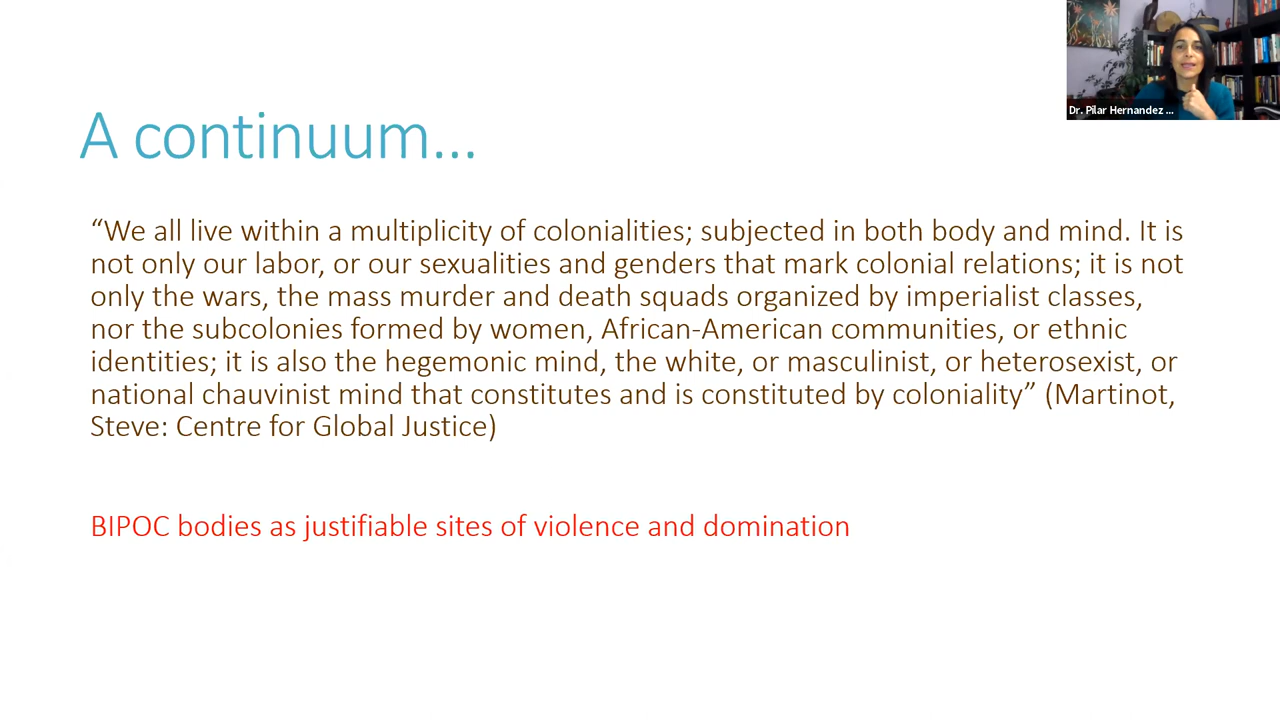 Dr. Pilar Hernandez ...
A continuum...
“We all live within a multiplicity of colonialities; subjected in both body and mind. It is
not only our labor, or our sexualities and genders that mark colonial relations; it is not
only the wars, the mass murder and death squads organized by imperialist classes,
nor the subcolonies formed by women, African-American communities, or ethnic
identities; it is also the hegemonic mind, the white, or masculinist, or heterosexist, or
national chauvinist mind that constitutes and is constituted by coloniality” (Martinot,
Steve: Centre for Global Justice)
BIPOC bodies as justifiable sites of violence and domination